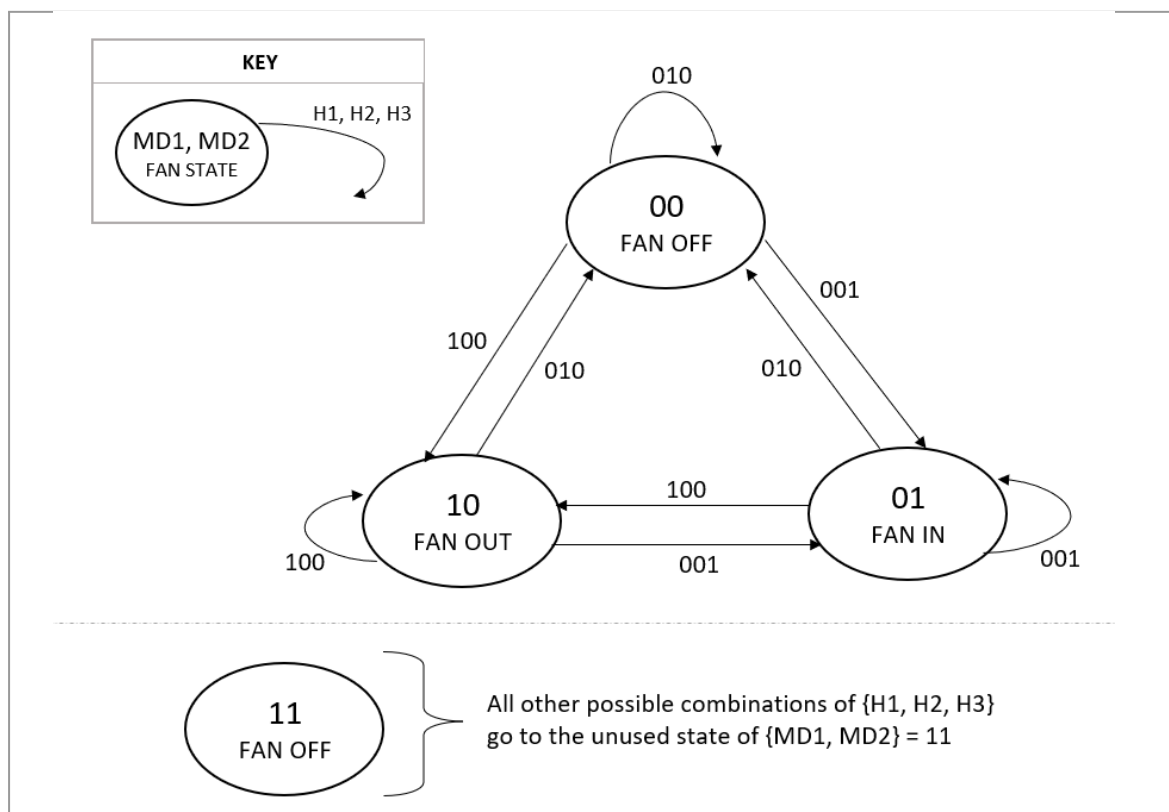 KEY
MD1, MD2
FAN STATE
H1, H2, H3
010
00
FAN OFF
100
010
010
001
10
FAN OUT
100
100
001
01
FAN IN
001
11
FAN OFF
All other possible combinations of {H1, H2, H3}
go to the unused state of {MD1, MD2} = 11